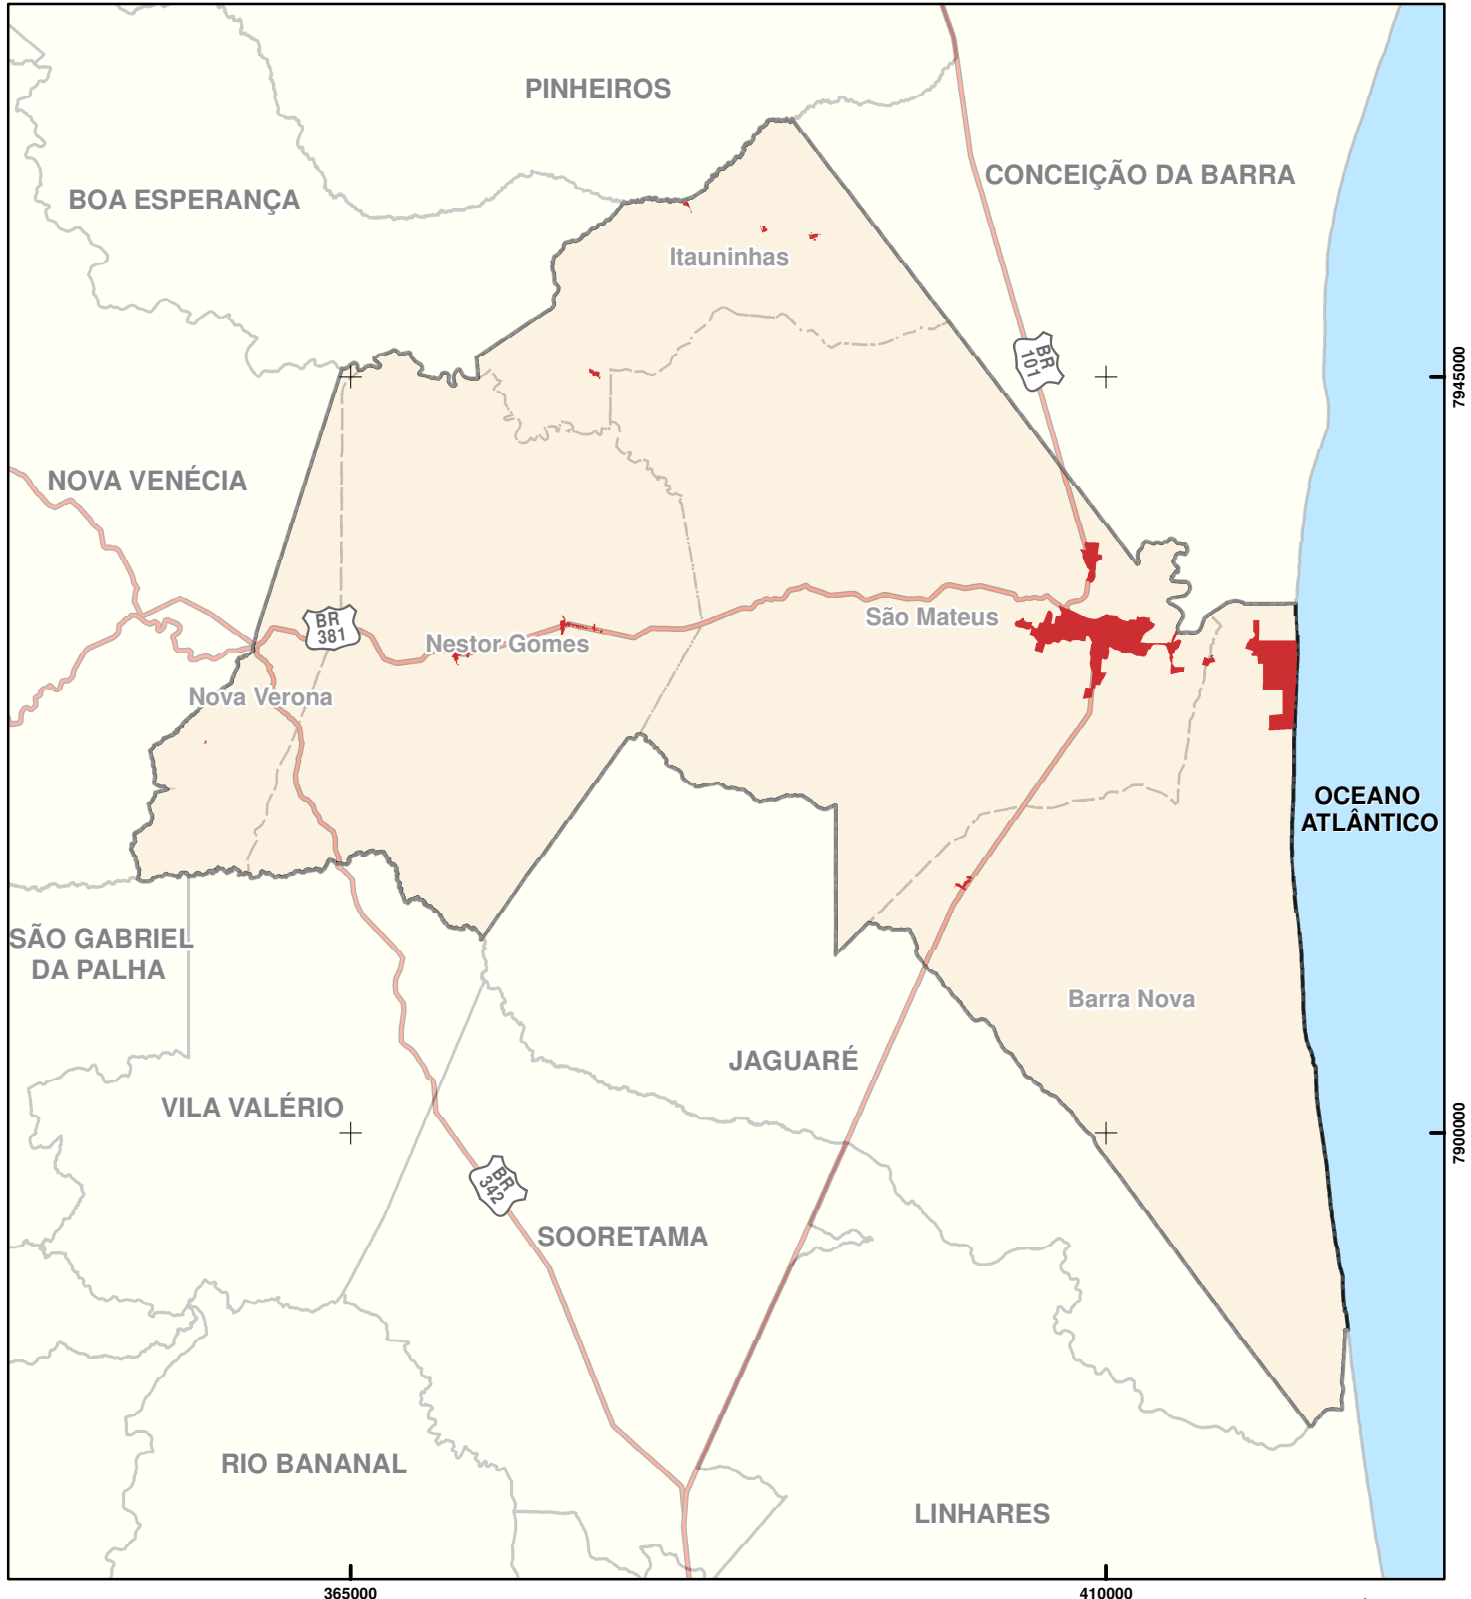 PINHEIROS
CONCEIÇÃO DA BARRA
BOA ESPERANÇA
Itauninhas
BR
101
7945000
NOVA VENÉCIA
BR
381
São Mateus
Nestor Gomes
Nova Verona
OCEANO
ATLÂNTICO
SÃO GABRIEL
DA PALHA
Barra Nova
JAGUARÉ
VILA VALÉRIO
7900000
BR
342
SOORETAMA
RIO BANANAL
LINHARES
365000
410000